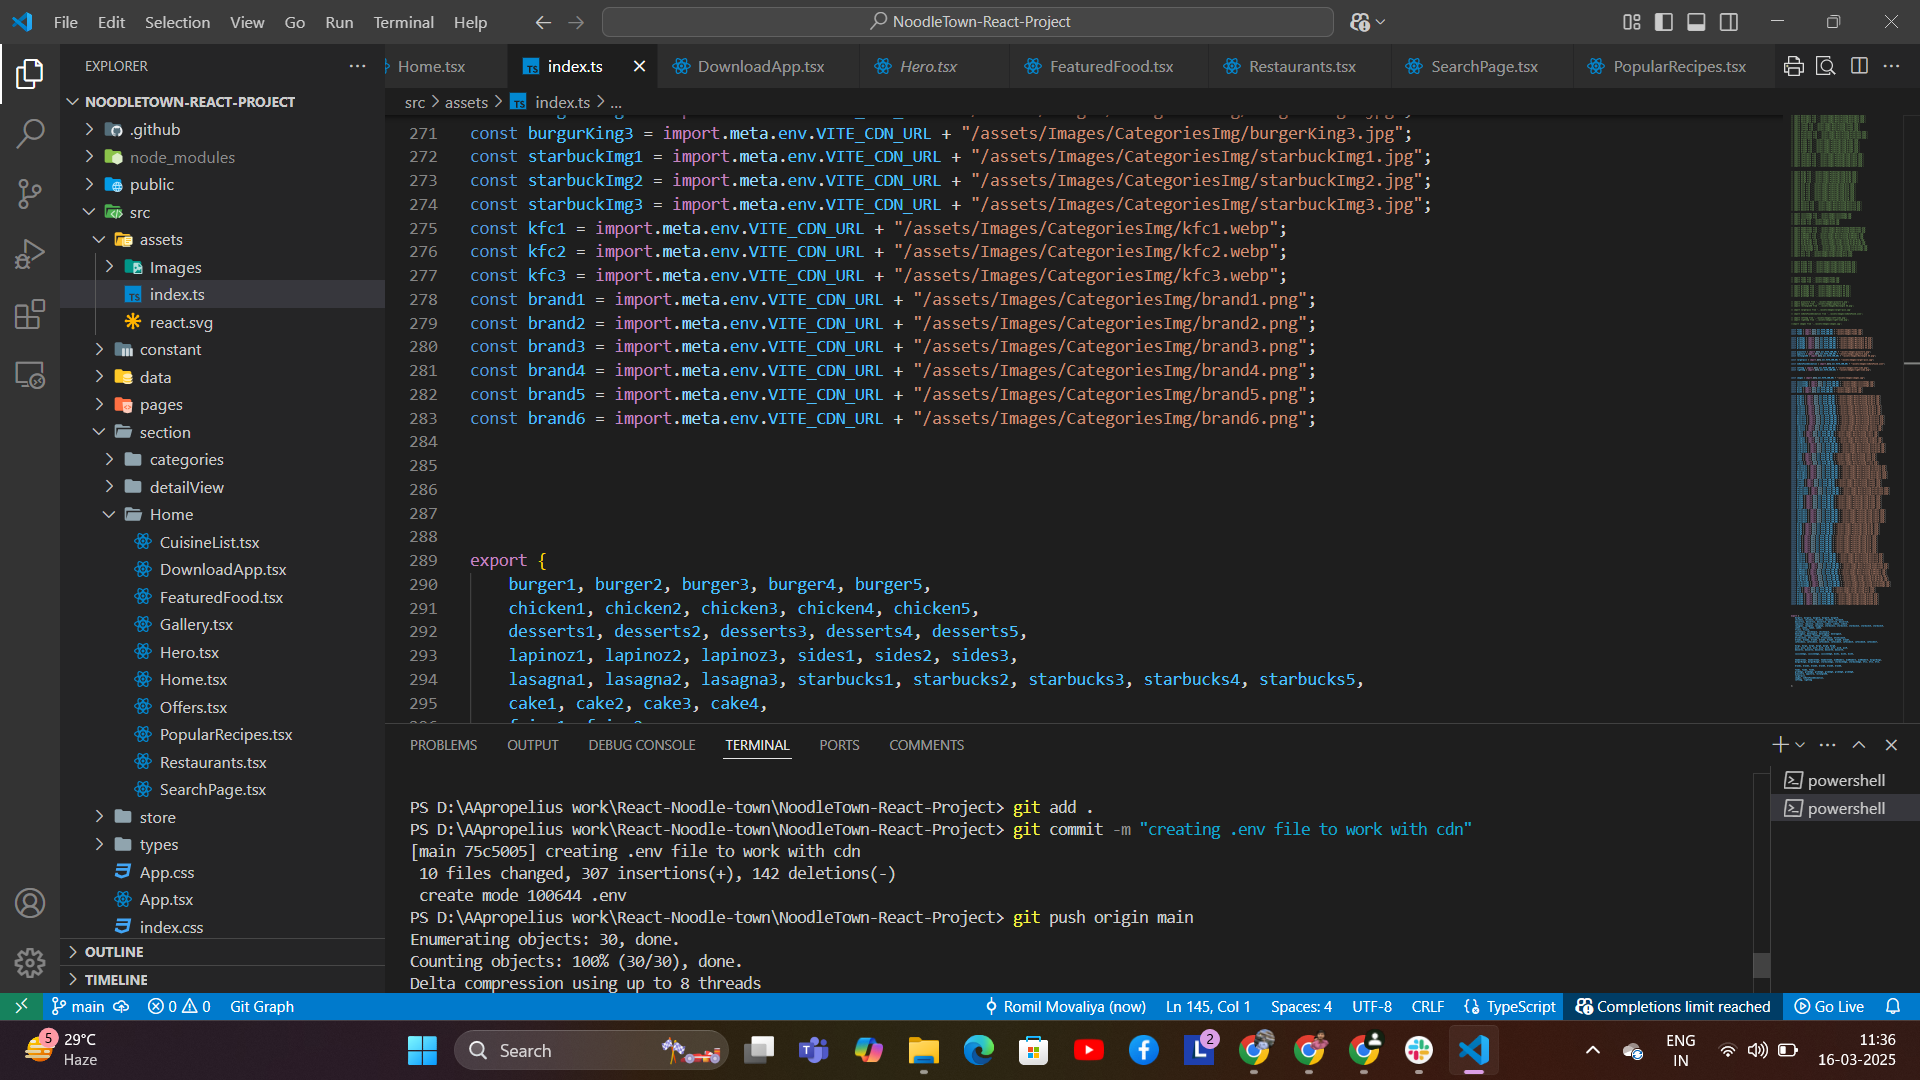 File Edit Selection View Go Run Terminal Help
NoodleTown-React-Project
EXPLORER
Home.tsx
index.ts
DownloadApp.tsx
Hero.tsx
FeaturedFood.tsx
Restaurants.tsx
SearchPage.tsx
PopularRecipes.tsx
src > assets > TS index.ts > ...
NOODLETOWN-REACT-PROJECT
.github
node_modules
public
src
assets
Images
index.ts
react.svg
constant
data
pages
section
categories
detailView
Home
CuisineList.tsx
DownloadApp.tsx
FeaturedFood.tsx
Gallery.tsx
Hero.tsx
Home.tsx
Offers.tsx
PopularRecipes.tsx
Restaurants.tsx
SearchPage.tsx
store
types
App.css
App.tsx
index.css
OUTLINE
TIMELINE
271 const burgurKing3 = import.meta.env.VITE_CDN_URL + "/assets/Images/CategoriesImg/burgerKing3.jpg";
272 const starbuckImg1 = import.meta.env.VITE_CDN_URL + "/assets/Images/CategoriesImg/starbuckImg1.jpg";
273 const starbuckImg2 = import.meta.env.VITE_CDN_URL + "/assets/Images/CategoriesImg/starbuckImg2.jpg";
274 const starbuckImg3 = import.meta.env.VITE_CDN_URL + "/assets/Images/CategoriesImg/starbuckImg3.jpg";
275 const kfc1 = import.meta.env.VITE_CDN_URL + "/assets/Images/CategoriesImg/kfc1.webp";
276 const kfc2 = import.meta.env.VITE_CDN_URL + "/assets/Images/CategoriesImg/kfc2.webp";
277 const kfc3 = import.meta.env.VITE_CDN_URL + "/assets/Images/CategoriesImg/kfc3.webp";
278 const brand1 = import.meta.env.VITE_CDN_URL + "/assets/Images/CategoriesImg/brand1.png";
279 const brand2 = import.meta.env.VITE_CDN_URL + "/assets/Images/CategoriesImg/brand2.png";
280 const brand3 = import.meta.env.VITE_CDN_URL + "/assets/Images/CategoriesImg/brand3.png";
281 const brand4 = import.meta.env.VITE_CDN_URL + "/assets/Images/CategoriesImg/brand4.png";
282 const brand5 = import.meta.env.VITE_CDN_URL + "/assets/Images/CategoriesImg/brand5.png";
283 const brand6 = import.meta.env.VITE_CDN_URL + "/assets/Images/CategoriesImg/brand6.png";
284
285
286
287
288
289 export {
290 burger1, burger2, burger3, burger4, burger5,
291 chicken1, chicken2, chicken3, chicken4, chicken5,
292 desserts1, desserts2, desserts3, desserts4, desserts5,
293 lapinoz1, lapinoz2, lapinoz3, sides1, sides2, sides3,
294 lasagna1, lasagna2, lasagna3, starbucks1, starbucks2, starbucks3, starbucks4, starbucks5,
295 cake1, cake2, cake3, cake4,
PROBLEMS OUTPUT DEBUG CONSOLE TERMINAL PORTS COMMENTS
powershell
powershell
PS D:\AApropelius work\React-Noodle-town\NoodleTown-React-Project> git add .
PS D:\AApropelius work\React-Noodle-town\NoodleTown-React-Project> git commit -m "creating .env file to work with cdn"
[main 75c5005] creating .env file to work with cdn
10 files changed, 307 insertions(+), 142 deletions(-)
create mode 100644 .env
PS D:\AApropelius work\React-Noodle-town\NoodleTown-React-Project> git push origin main
Enumerating objects: 30, done.
Counting objects: 100% (30/30), done.
Delta compression using up to 8 threads
main 0 0 Git Graph Romil Movaliya (now) Ln 145, Col 1 Spaces: 4 UTF-8 CRLF {} TypeScript Completions limit reached Go Live
5
29°C
Haze
Search
2
ENG
IN
11:36
16-03-2025